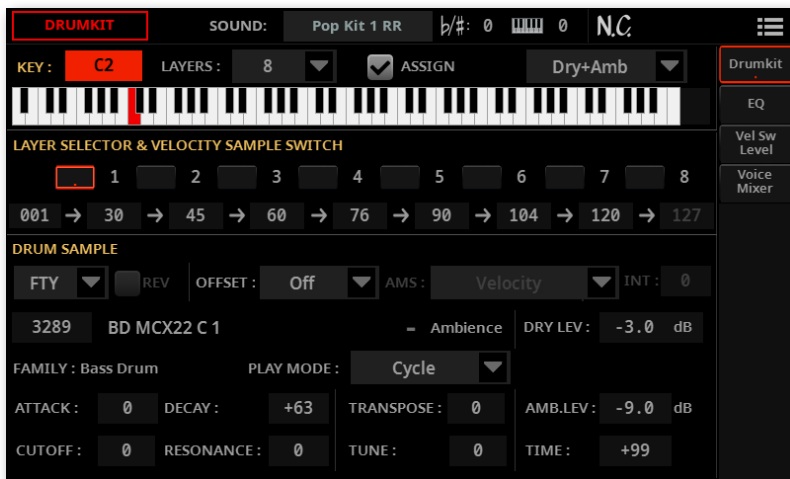 DRUMKIT SOUND: Pop Kit 1 RR ♭/#: 0 0 N.C.
KEY : C2 LAYERS : 8 ASSIGN Dry+Amb Drumkit
EQ
LAYER SELECTOR & VELOCITY SAMPLE SWITCH
Vel Sw
Level
1 2 3 4 5 6 7 8
Voice
Mixer
001 → 30 → 45 → 60 → 76 → 90 → 104 → 120 → 127
DRUM SAMPLE
FTY REV OFFSET : Off AMS : Velocity INT : 0
3289 BD MCX22 C 1 - Ambience DRY LEV : -3.0 dB
FAMILY : Bass Drum PLAY MODE : Cycle
ATTACK : 0 DECAY : +63 TRANSPOSE : 0 AMB.LEV : -9.0 dB
CUTOFF : 0 RESONANCE : 0 TUNE : 0 TIME : +99